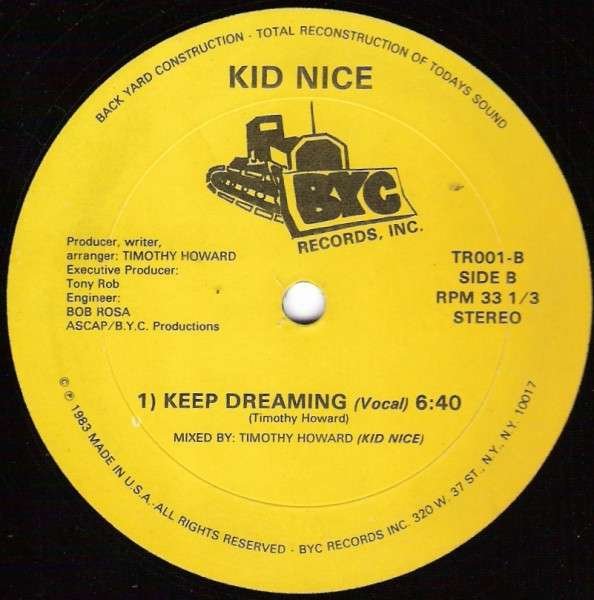 BACK YARD CONSTRUCTION - TOTAL RECONSTRUCTION OF TODAYS SOUND
KID NICE
BYC
RECORDS, INC.
Producer, writer,
arranger: TIMOTHY HOWARD
Executive Producer:
Tony Rob
Engineer:
BOB ROSA
ASCAP/B.Y.C. Productions
TR001-B
SIDE B
RPM 33 1/3
STEREO
1) KEEP DREAMING (Vocal) 6:40
(Timothy Howard)
MIXED BY: TIMOTHY HOWARD (KID NICE)
© ℗ 1983 MADE IN U.S.A.-ALL RIGHTS RESERVED - BYC RECORDS INC. 320 W. 37 ST., N.Y., N.Y. 10017